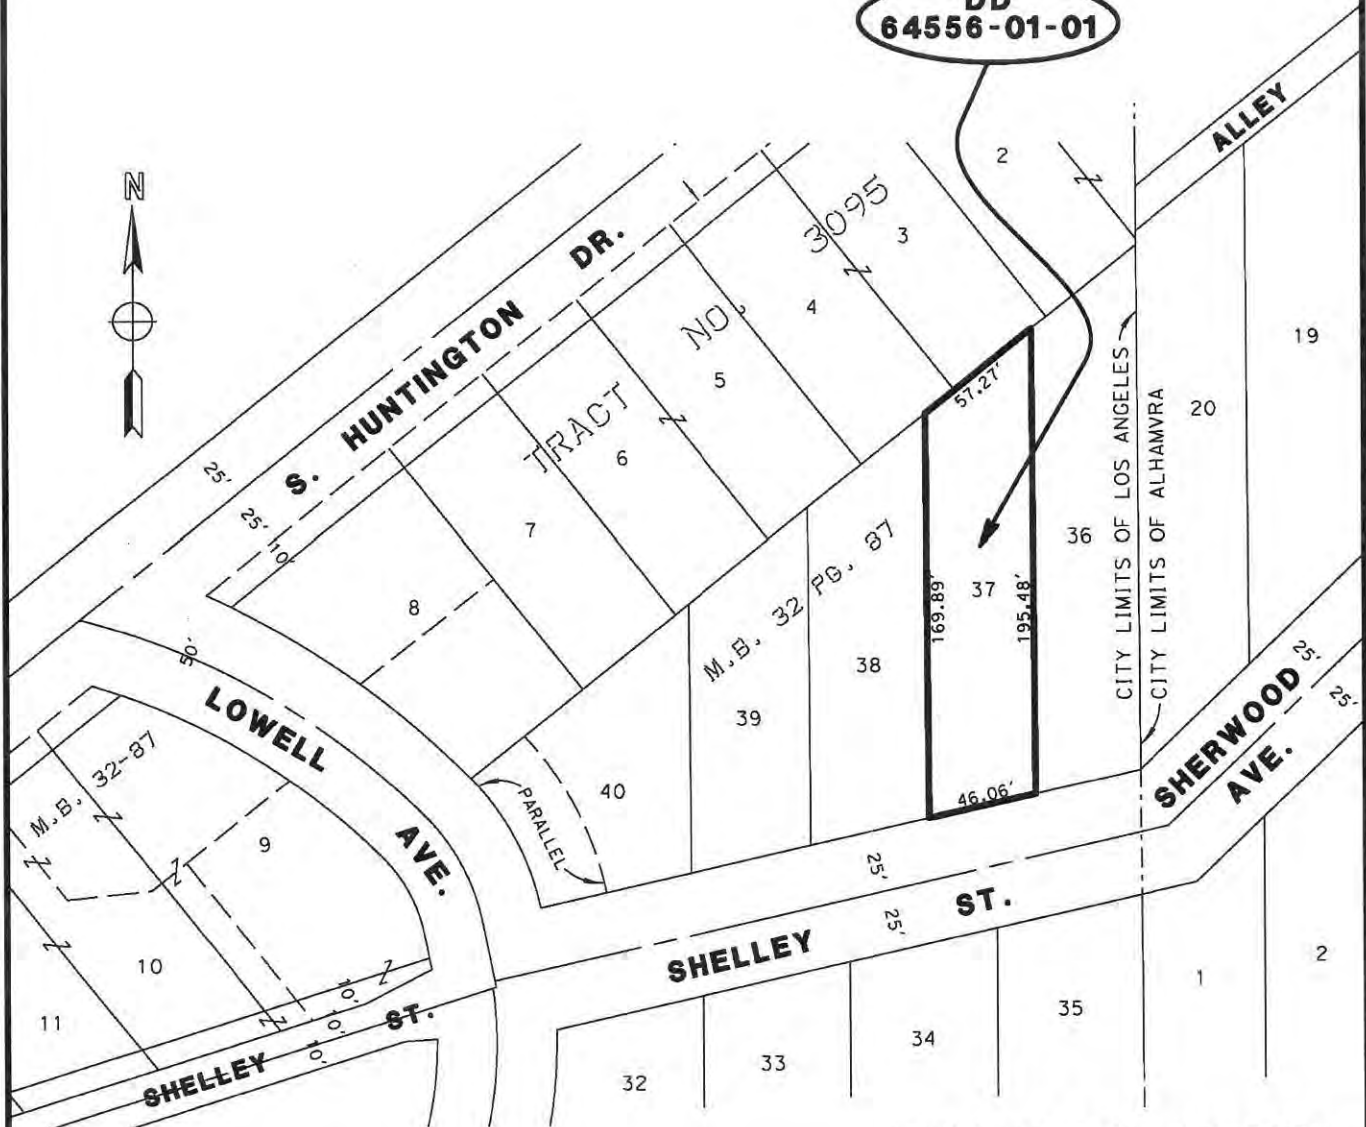 DD
64556-01-01
N
ALLEY
2
3
3095
4
NO.
5
TRACT
6
7
8
S. HUNTINGTON DR.
25'
25'
10'
50'
LOWELL AVE.
M.B. 32-87
9
10
11
10'
10'
10'
SHELLEY ST.
PARALLEL
40
39
M.B. 32 PG. 87
38
57.27'
169.89'
37
195.48'
46.06'
36
CITY LIMITS OF LOS ANGELES
CITY LIMITS OF ALHAMVRA
20
19
SHERWOOD
AVE.
25'
25'
25'
25'
SHELLEY ST.
32
33
34
35
1
2